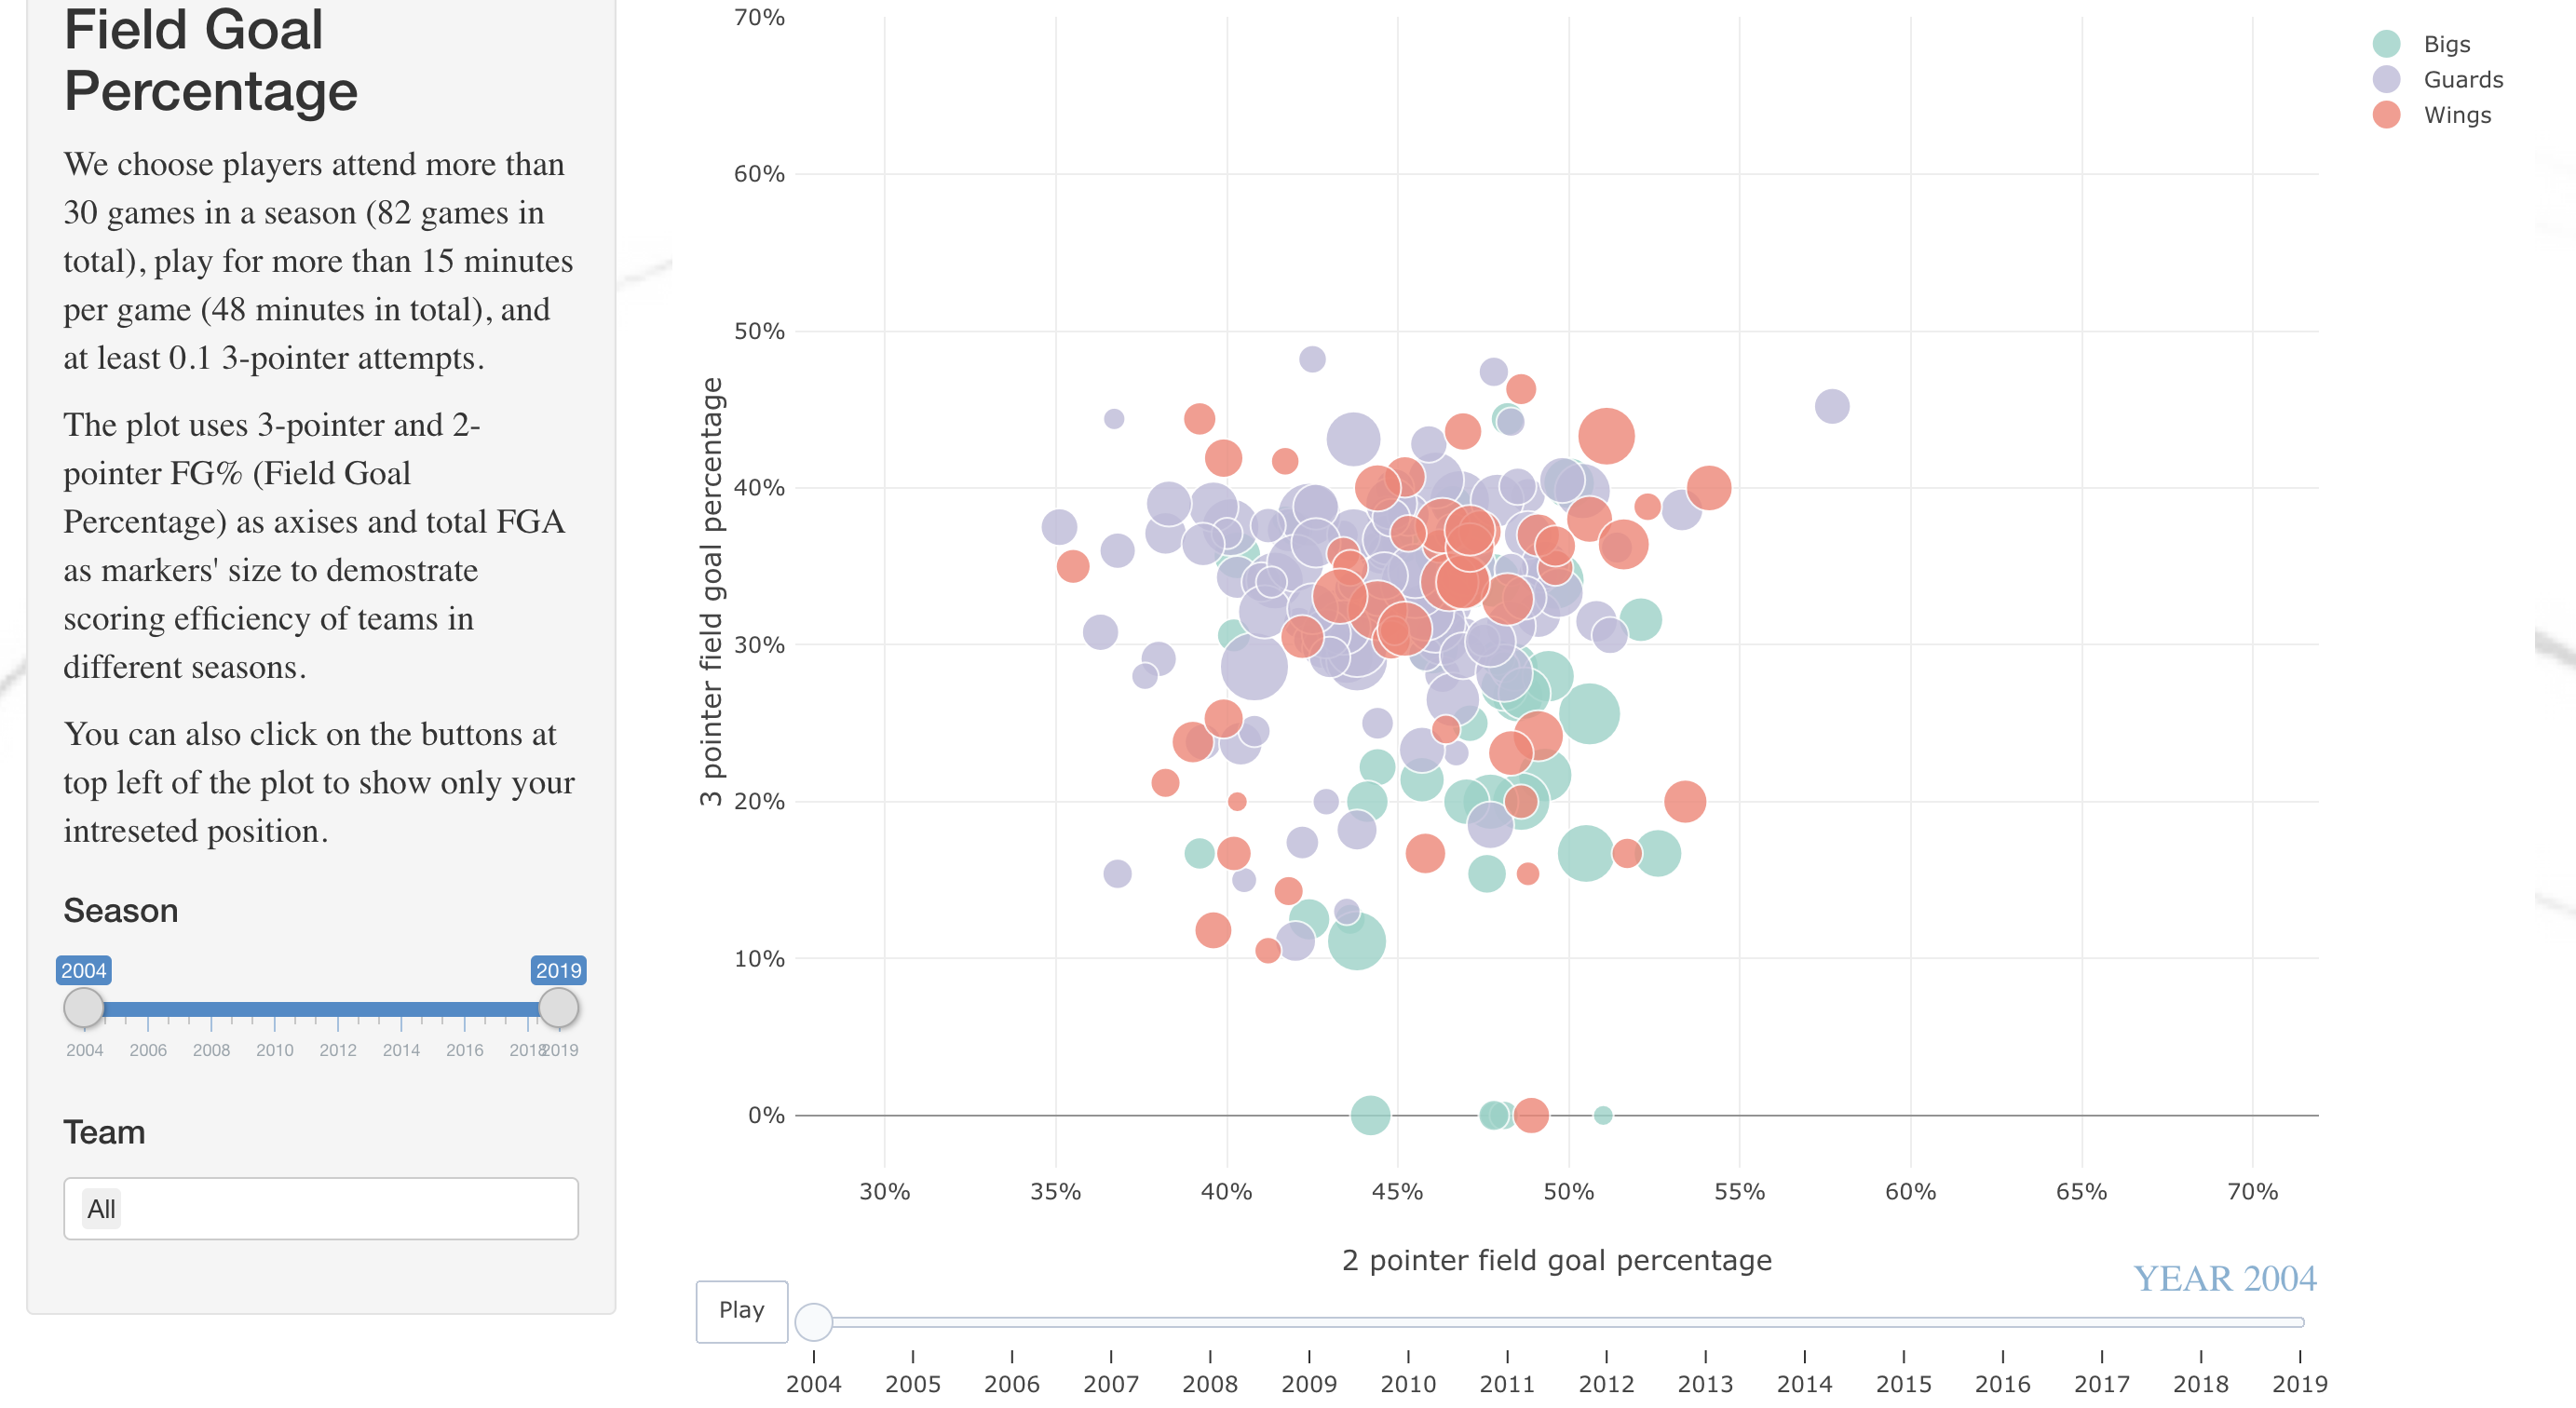 Field Goal
Percentage
We choose players attend more than
30 games in a season (82 games in
total), play for more than 15 minutes
per game (48 minutes in total), and
at least 0.1 3-pointer attempts.
The plot uses 3-pointer and 2-
pointer FG% (Field Goal
Percentage) as axises and total FGA
as markers' size to demostrate
scoring efficiency of teams in
different seasons.
You can also click on the buttons at
top left of the plot to show only your
intreseted position.
Season
2004 2019
2004 2006 2008 2010 2012 2014 2016 2018 2019
Team
All
70%
60%
50%
40%
30%
20%
10%
0%
3 pointer field goal percentage
30% 35% 40% 45% 50% 55% 60% 65% 70%
2 pointer field goal percentage
Bigs
Guards
Wings
YEAR 2004
Play
2004 2005 2006 2007 2008 2009 2010 2011 2012 2013 2014 2015 2016 2017 2018 2019